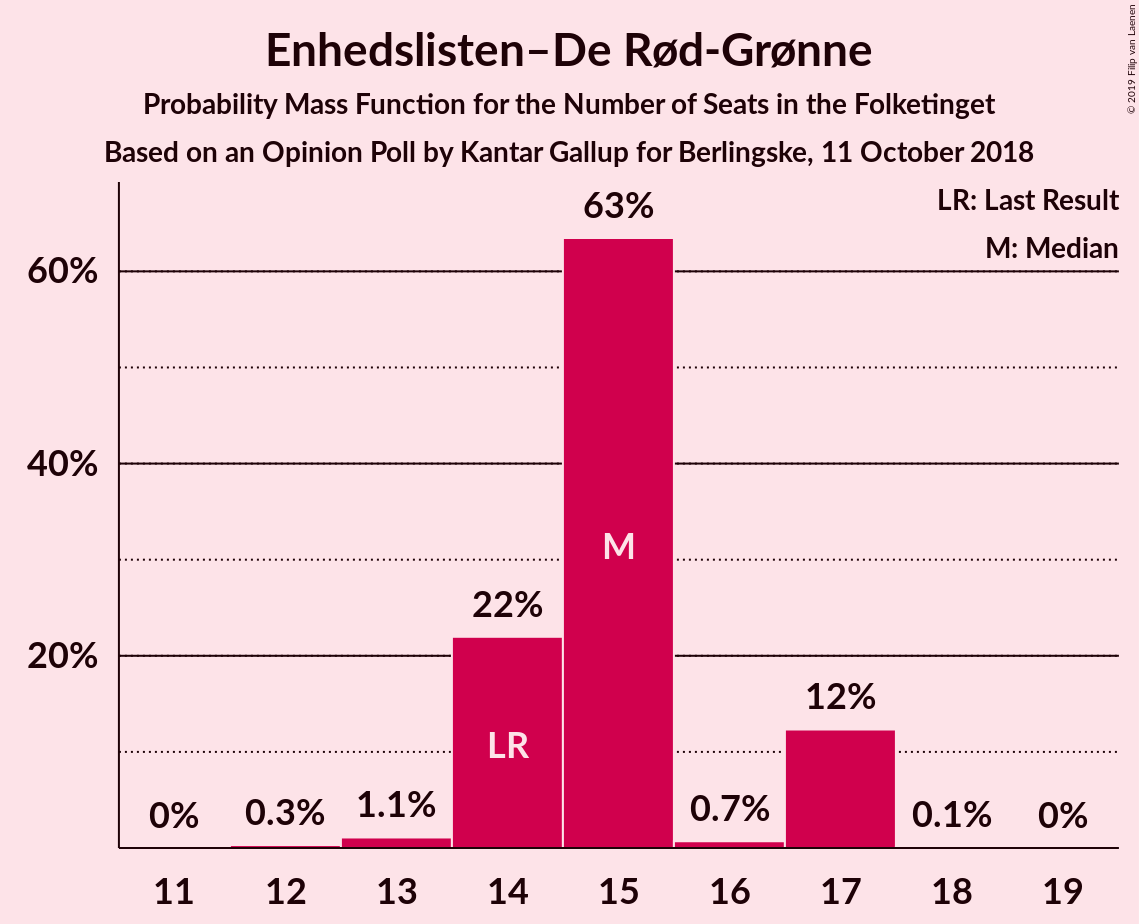 Enhedslisten–De Rød-Grønne
Probability Mass Function for the Number of Seats in the Folketinget
Based on an Opinion Poll by Kantar Gallup for Berlingske, 11 October 2018
© 2019 Filip van Laenen
LR: Last Result
M: Median
63%
60%
40%
M
22%
20%
12%
LR
0%
0.3%
1.1%
0.7%
0.1%
0%
11 12 13 14 15 16 17 18 19